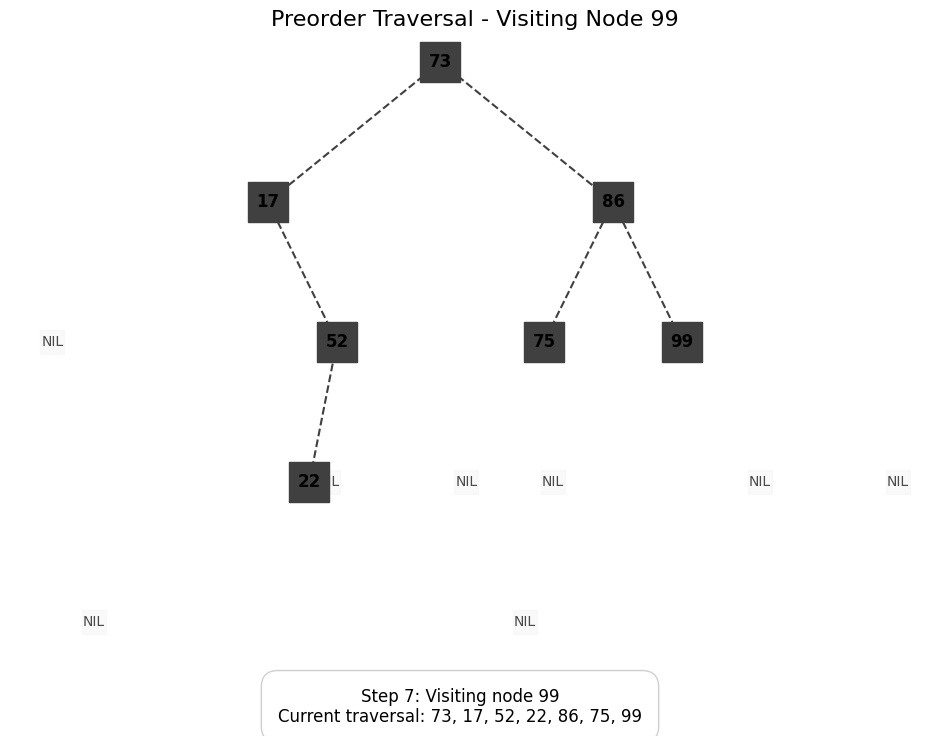 Preorder Traversal - Visiting Node 99
73
17
86
NIL
52
75
99
22
NIL
NIL
NIL
NIL
NIL
NIL
Step 7: Visiting node 99
Current traversal: 73, 17, 52, 22, 86, 75, 99